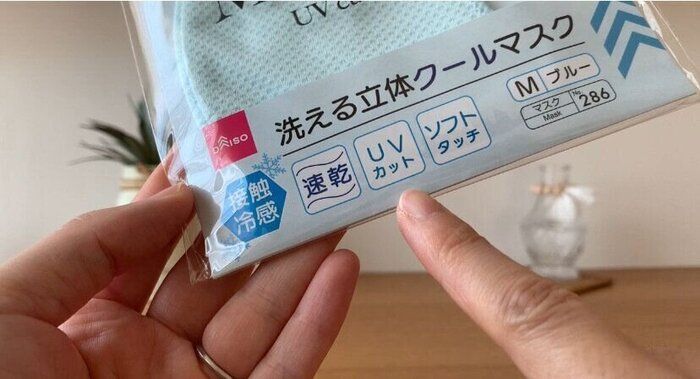 UV
DAISO
洗える立体クールマスク
M ブルー
マスク
Mask
No.
286
接触
冷感
速乾
UV
カット
ソフト
タッチ